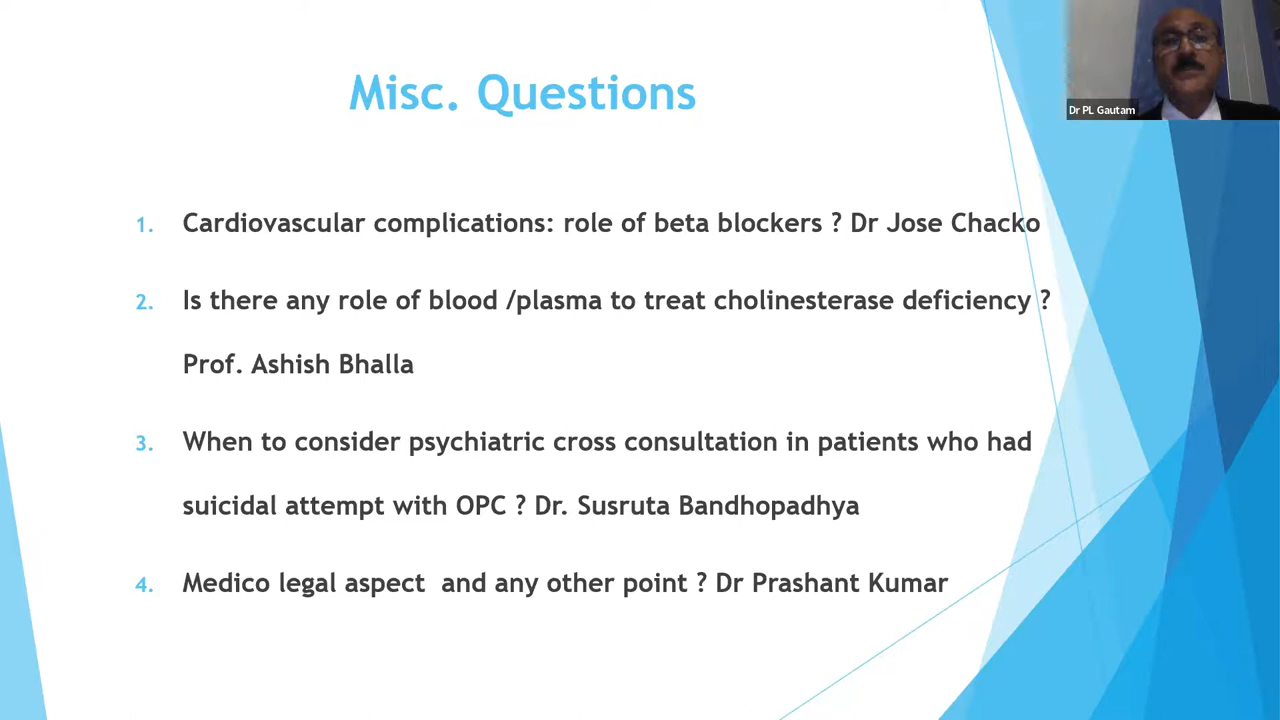 Misc. Questions
Dr PL Gautam
1. Cardiovascular complications: role of beta blockers ? Dr Jose Chacko
2. Is there any role of blood /plasma to treat cholinesterase deficiency ?
Prof. Ashish Bhalla
3. When to consider psychiatric cross consultation in patients who had
suicidal attempt with OPC ? Dr. Susruta Bandhopadhya
4. Medico legal aspect  and any other point ? Dr Prashant Kumar